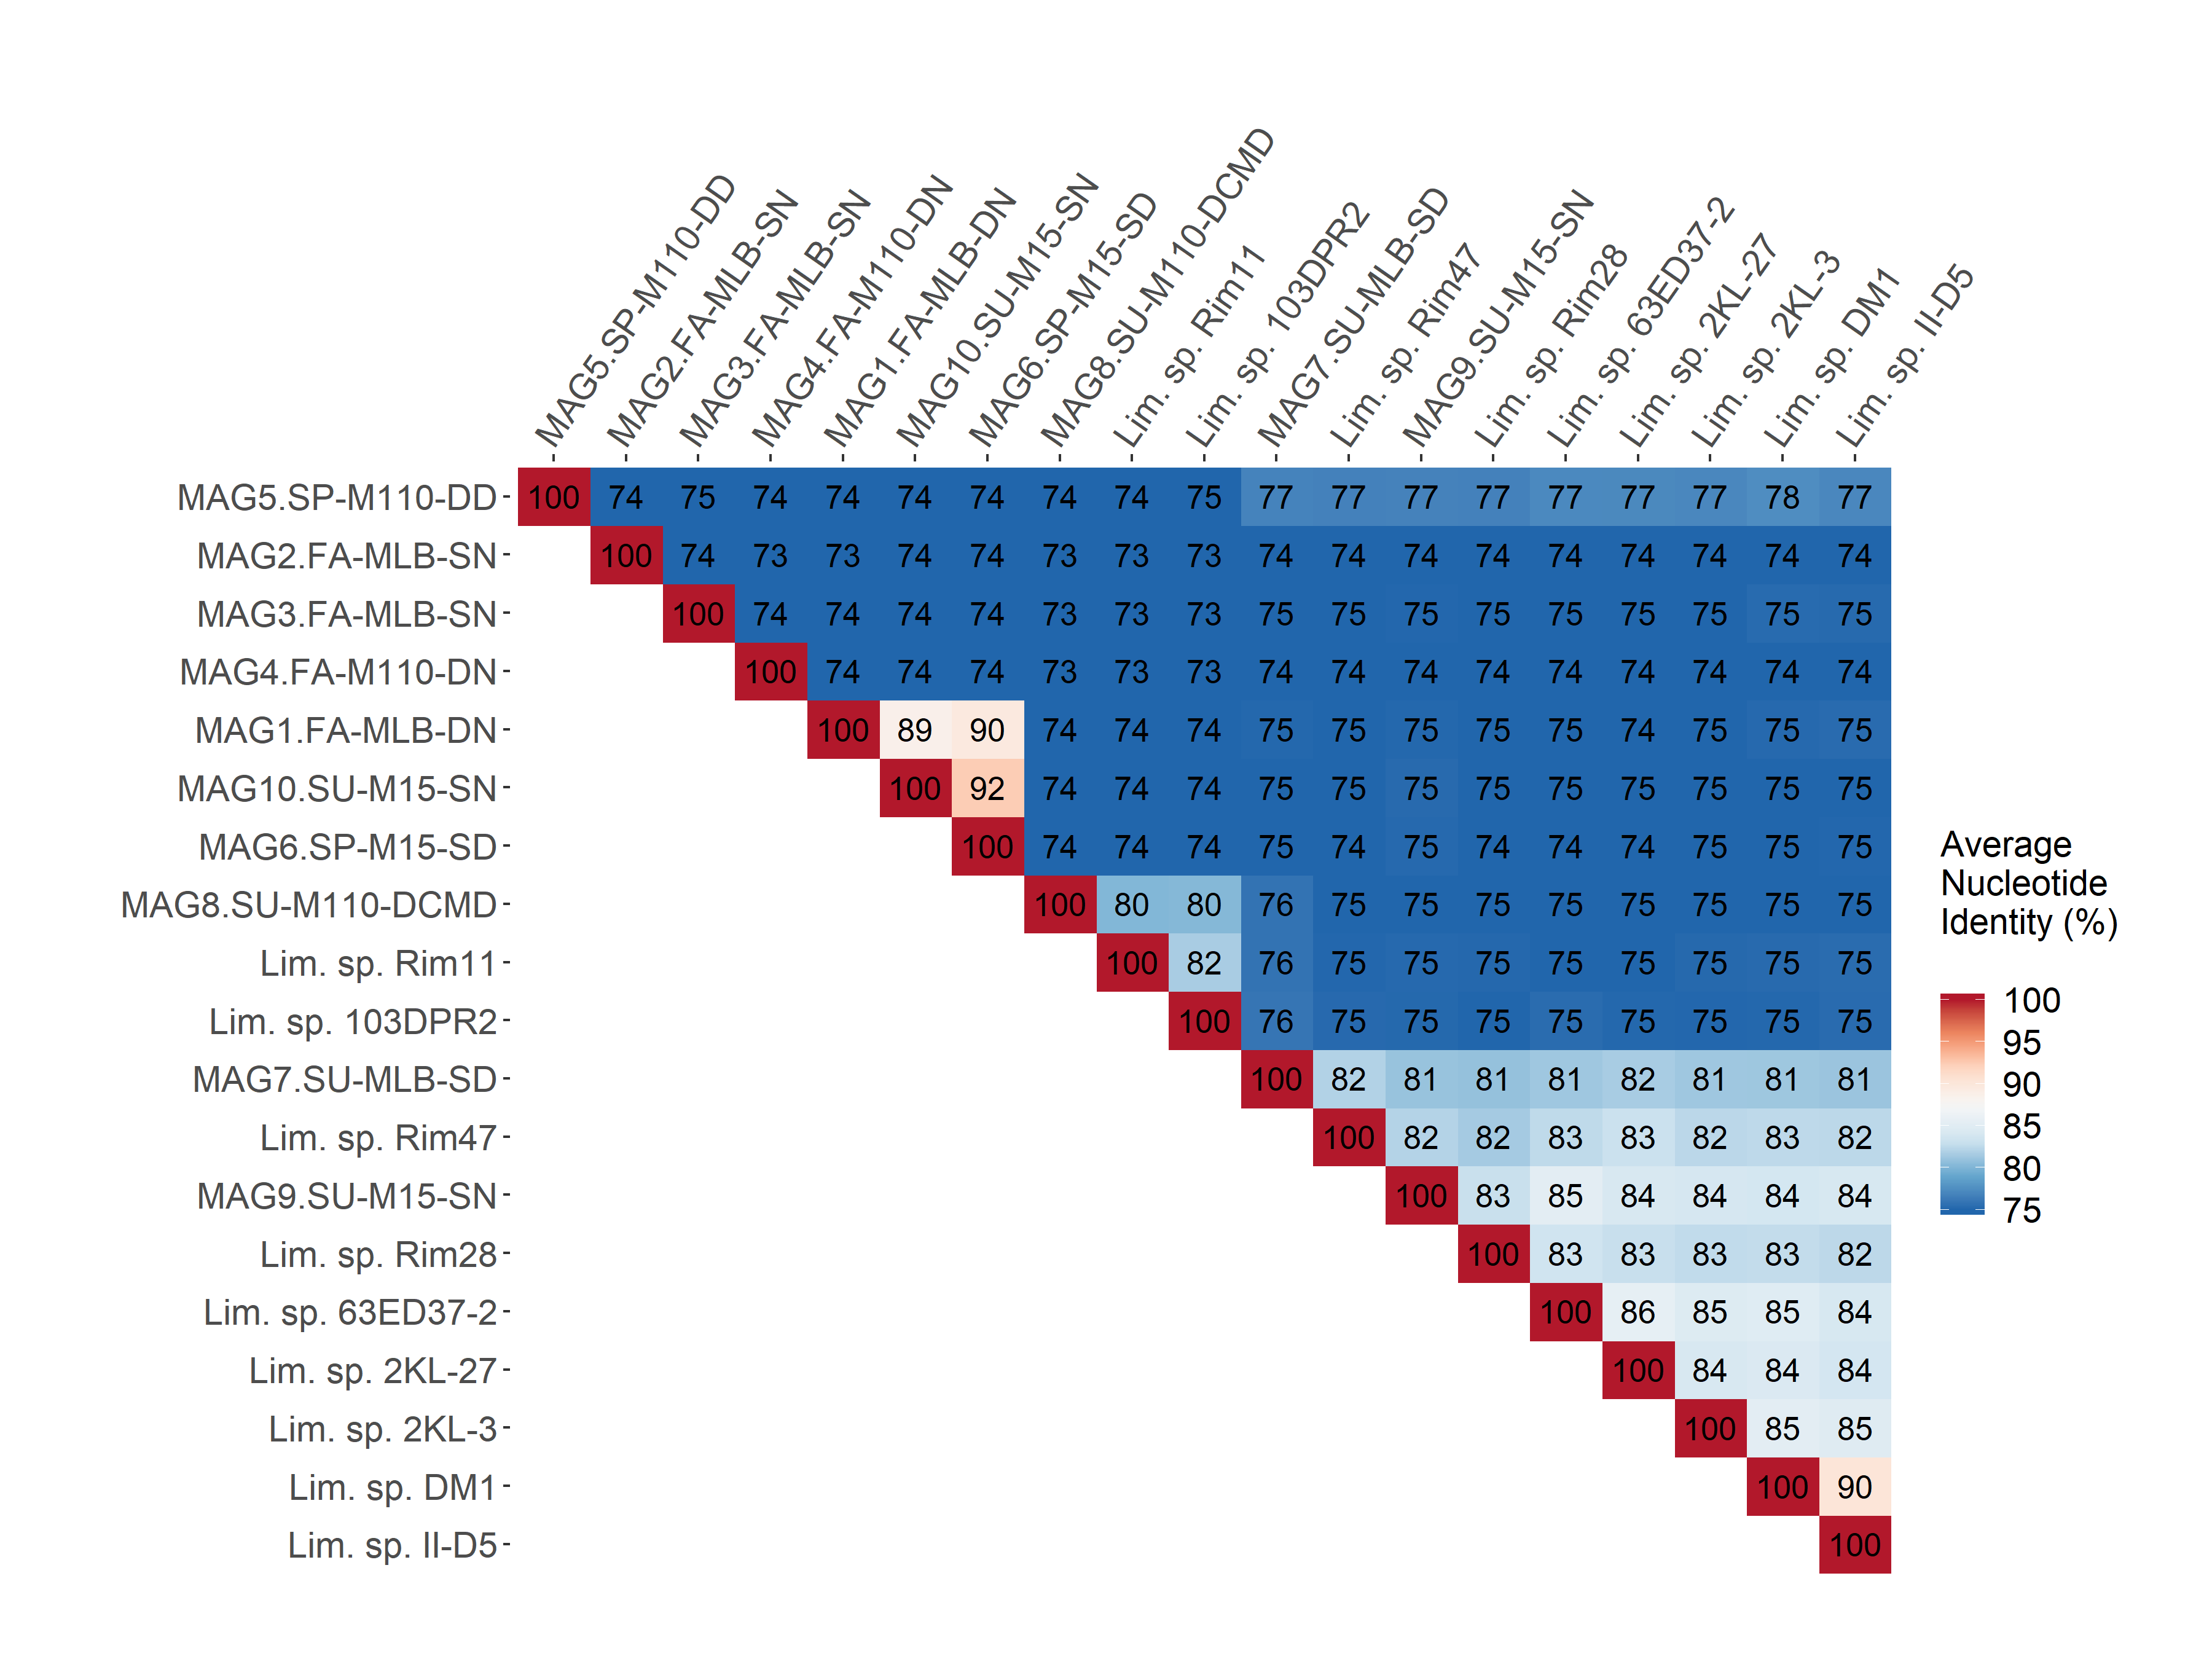 MAG5.SP-M110-DD
MAG2.FA-MLB-SN
MAG3.FA-MLB-SN
MAG4.FA-M110-DN
MAG1.FA-MLB-DN
MAG10.SU-M15-SN
MAG6.SP-M15-SD
MAG8.SU-M110-DCMD
Lim. sp. Rim11
Lim. sp. 103DPR2
MAG7.SU-MLB-SD
Lim. sp. Rim47
MAG9.SU-M15-SN
Lim. sp. Rim28
Lim. sp. 63ED37-2
Lim. sp. 2KL-27
Lim. sp. 2KL-3
Lim. sp. DM1
Lim. sp. II-D5
MAG5.SP-M110-DD 100 74 75 74 74 74 74 74 74 75 77 77 77 77 77 77 77 78 77
MAG2.FA-MLB-SN 100 74 73 73 74 74 73 73 73 74 74 74 74 74 74 74 74 74
MAG3.FA-MLB-SN 100 74 74 74 74 73 73 73 75 75 75 75 75 75 75 75 75
MAG4.FA-M110-DN 100 74 74 74 73 73 73 74 74 74 74 74 74 74 74 74
MAG1.FA-MLB-DN 100 89 90 74 74 74 75 75 75 75 75 74 75 75 75
MAG10.SU-M15-SN 100 92 74 74 74 75 75 75 75 75 75 75 75 75
MAG6.SP-M15-SD 100 74 74 74 75 74 75 74 74 74 75 75 75
MAG8.SU-M110-DCMD 100 80 80 76 75 75 75 75 75 75 75 75
Lim. sp. Rim11 100 82 76 75 75 75 75 75 75 75 75
Lim. sp. 103DPR2 100 76 75 75 75 75 75 75 75 75
MAG7.SU-MLB-SD 100 82 81 81 81 82 81 81 81
Lim. sp. Rim47 100 82 82 83 83 82 83 82
MAG9.SU-M15-SN 100 83 85 84 84 84 84
Lim. sp. Rim28 100 83 83 83 83 82
Lim. sp. 63ED37-2 100 86 85 85 84
Lim. sp. 2KL-27 100 84 84 84
Lim. sp. 2KL-3 100 85 85
Lim. sp. DM1 100 90
Lim. sp. II-D5 100
Average
Nucleotide
Identity (%)
100
95
90
85
80
75